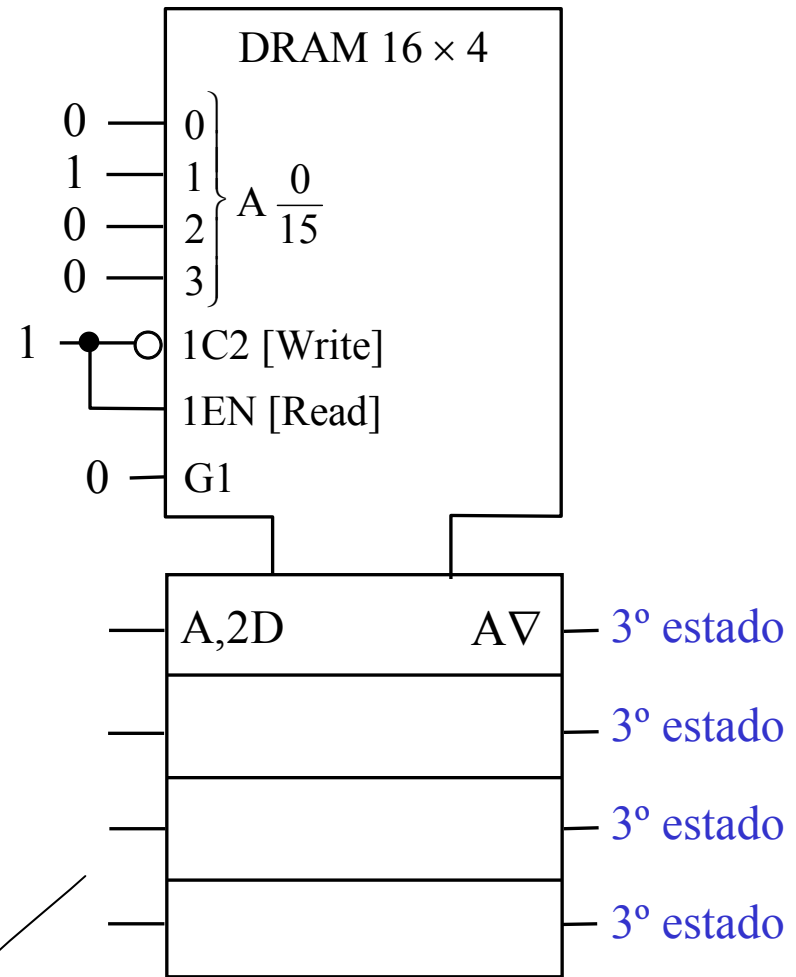 DRAM 16 × 4
0 0
1 1
A 0/15
0 2
0 3
1 1C2 [Write]
1EN [Read]
0 G1
A,2D A∇ 3º estado
3º estado
3º estado
3º estado